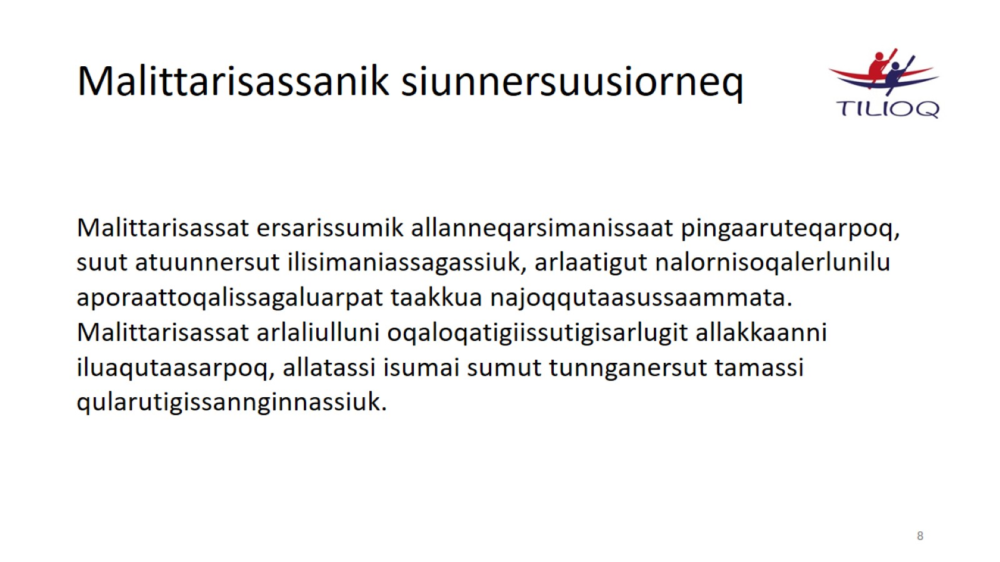 Malittarisassanik siunnersuusiorneq
TILIOQ
Malittarisassat ersarissumik allanneqarsimanissaat pingaaruteqarpoq,
suut atuunnersut ilisimaniassagassiuk, arlaatigut nalornisoqalerlunilu
aporaattoqalissagaluarpat taakkua najoqqutaasussaammata.
Malittarisassat arlaliulluni oqaloqatigiissutigisarlugit allakkaanni
iluaqutaasarpoq, allatassi isumai sumut tunnganersut tamassi
qularutigissannginnassiuk.
8